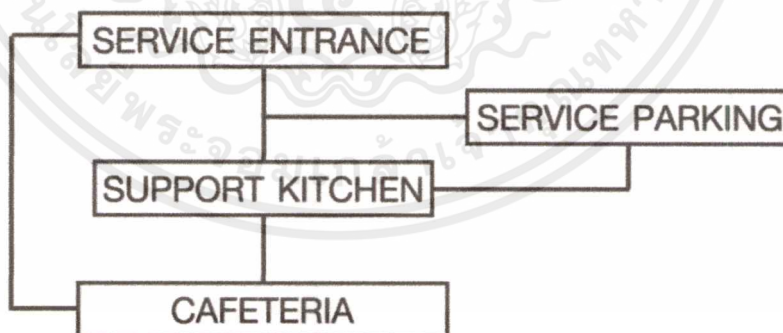 SERVICE ENTRANCE
SERVICE PARKING
SUPPORT KITCHEN
CAFETERIA